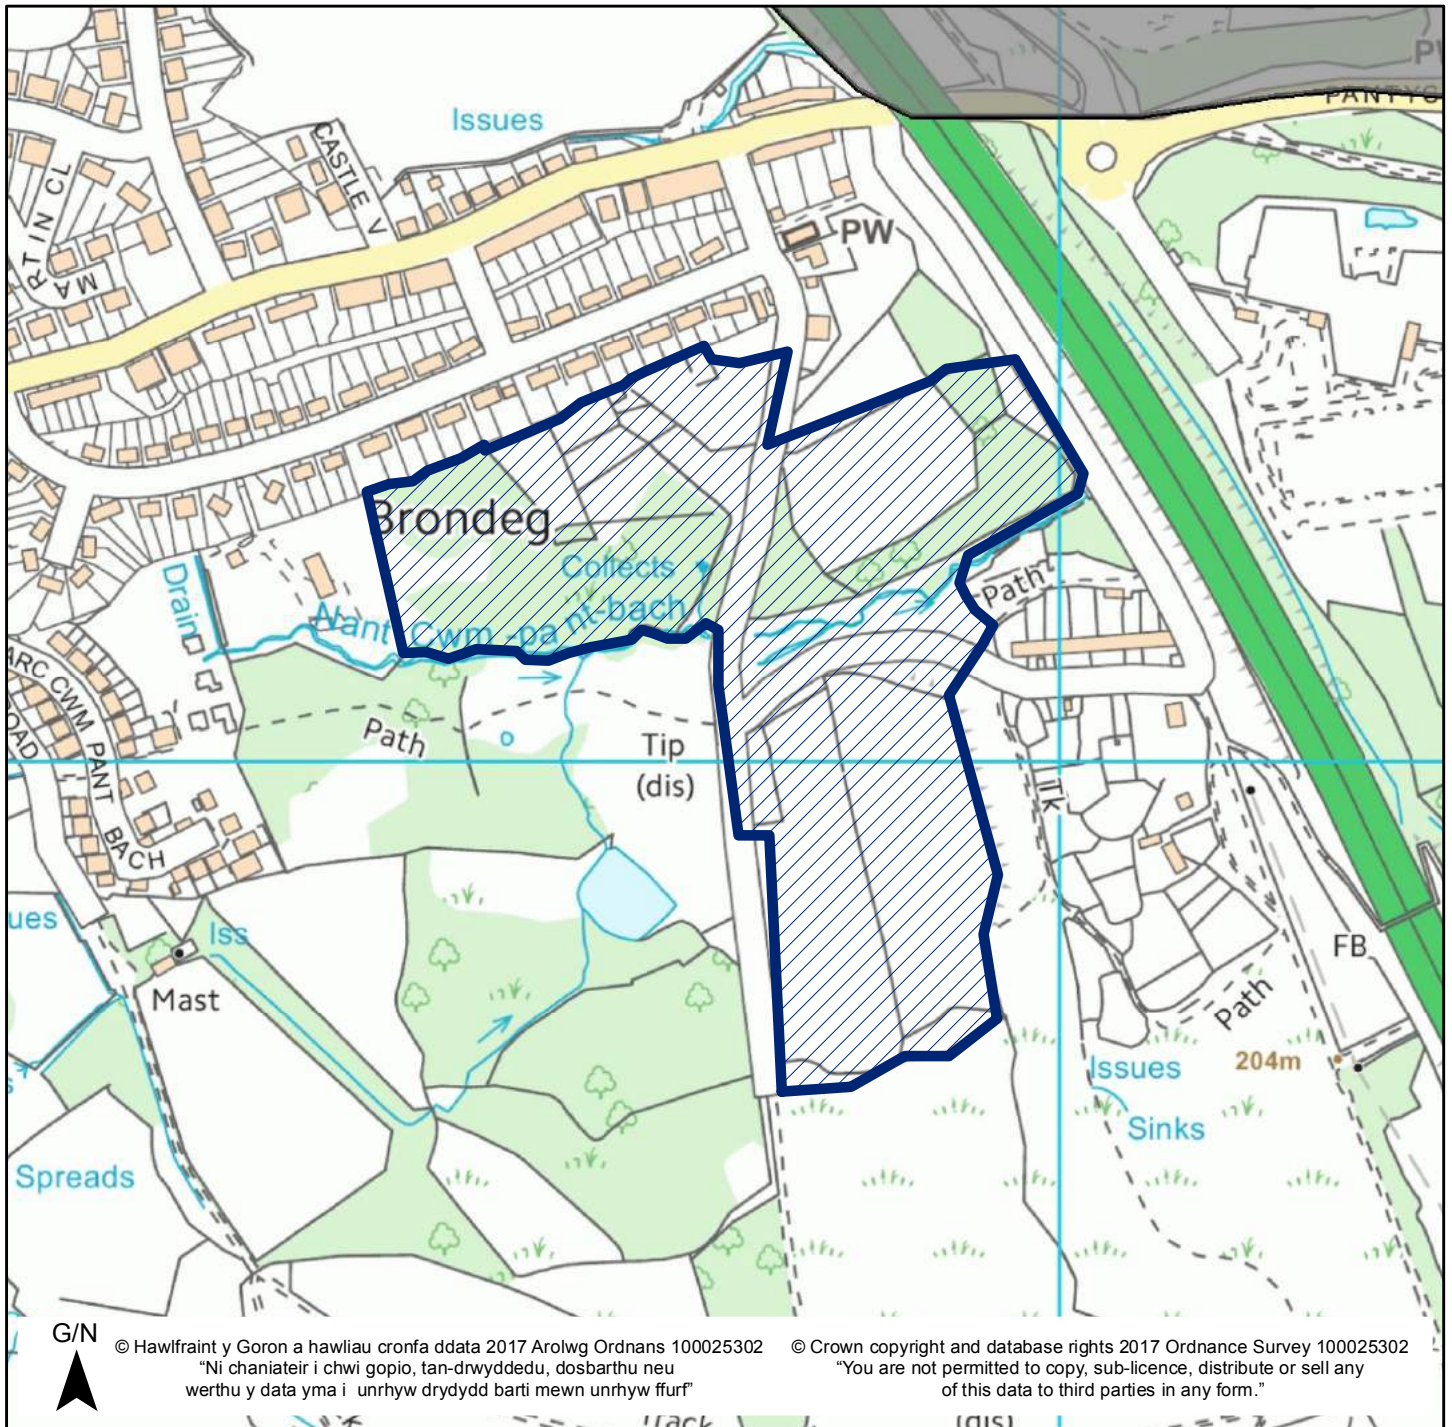 Issues
CASTLE V
MARTIN CL
PW
Brondeg
Collects
Drain
Nant Cwm-pant-bach
Path
Path
PARC CWM PANT BACH
ROAD
Path
Tip
(dis)
Tk
Iss
Mast
FB
Path
204m
Issues
Sinks
Spreads
G/N
© Hawlfraint y Goron a hawliau cronfa ddata 2017 Arolwg Ordnans 100025302
“Ni chaniateir i chwi gopio, tan-drwyddedu, dosbarthu neu
werthu y data yma i unrhyw drydydd barti mewn unrhyw ffurf”
© Crown copyright and database rights 2017 Ordnance Survey 100025302
“You are not permitted to copy, sub-licence, distribute or sell any
of this data to third parties in any form.”
Track
(dis)